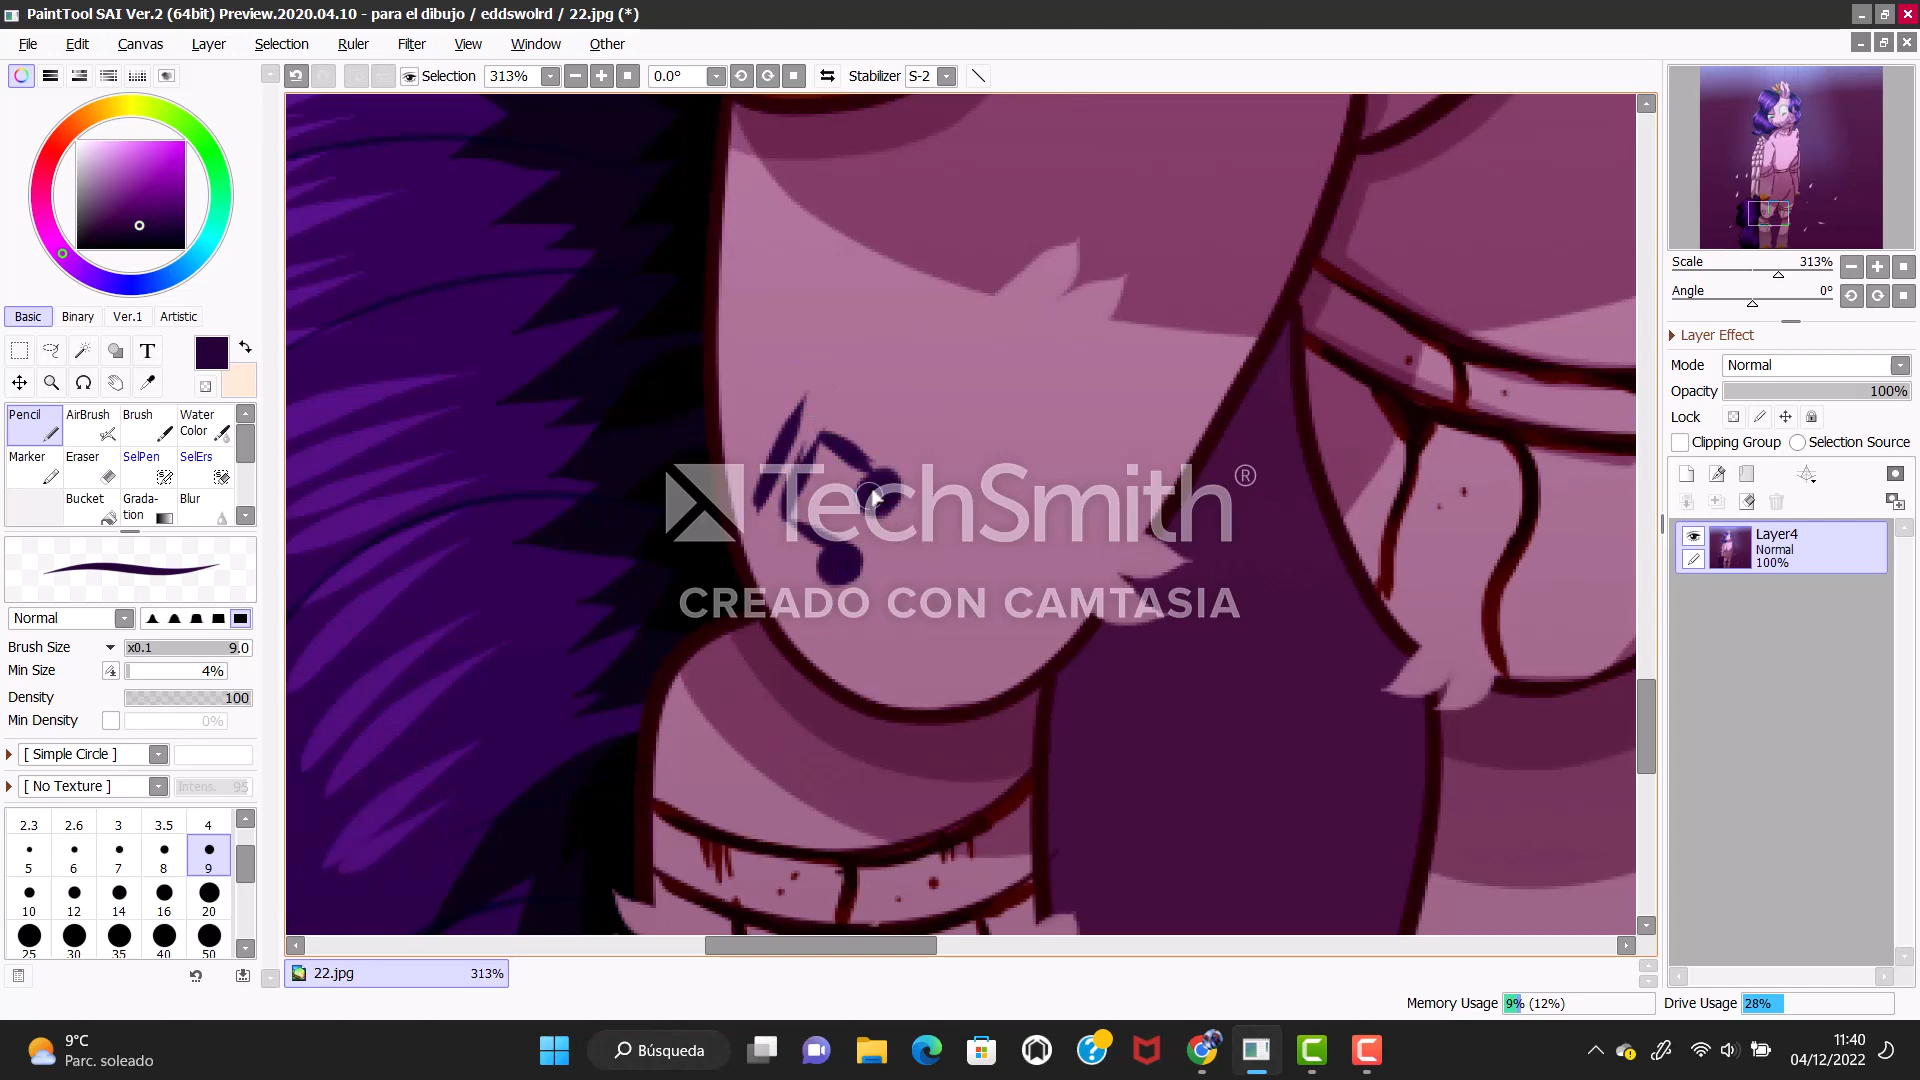 PaintTool SAI Ver.2 (64bit) Preview.2020.04.10 - para el dibujo / eddswolrd / 22.jpg (*)
File Edit Canvas Layer Selection Ruler Filter View Window Other
Selection 313% 0.0° Stabilizer S-2
Scale 313%
Angle 0°
Basic Binary Ver.1 Artistic
Layer Effect
T
Mode Normal
Opacity 100%
Lock
Clipping Group Selection Source
Pencil AirBrush Brush Water Color
Marker Eraser SelPen SelErs
Bucket Gradation Blur
Layer4
Normal
100%
TechSmith®
CREADO CON CAMTASIA
Normal
Brush Size x0.1 9.0
Min Size 4%
Density 100
Min Density 0%
[ Simple Circle ]
[ No Texture ] Intens. 95
2.3 2.6 3 3.5 4
5 6 7 8 9
10 12 14 16 20
25 30 35 40 50
22.jpg 313%
Memory Usage 9% (12%) Drive Usage 28%
9°C
Parc. soleado
Búsqueda
11:40
04/12/2022